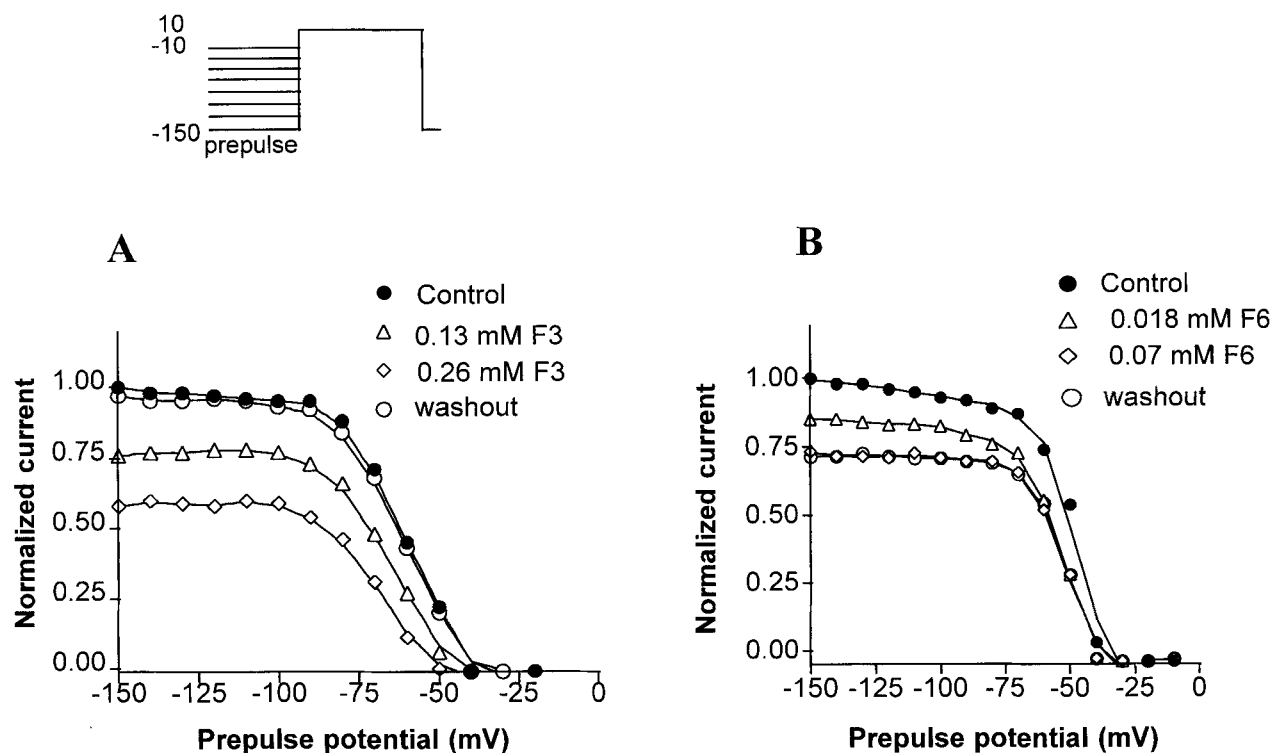 10
-10
-150
prepulse
A
Control
0.13 mM F3
0.26 mM F3
washout
Normalized current
1.00
0.75
0.50
0.25
0.00
-150
-125
-100
-75
-50
-25
0
Prepulse potential (mV)
B
Control
0.018 mM F6
0.07 mM F6
washout
Normalized current
1.00
0.75
0.50
0.25
0.00
-150
-125
-100
-75
-50
-25
0
Prepulse potential (mV)